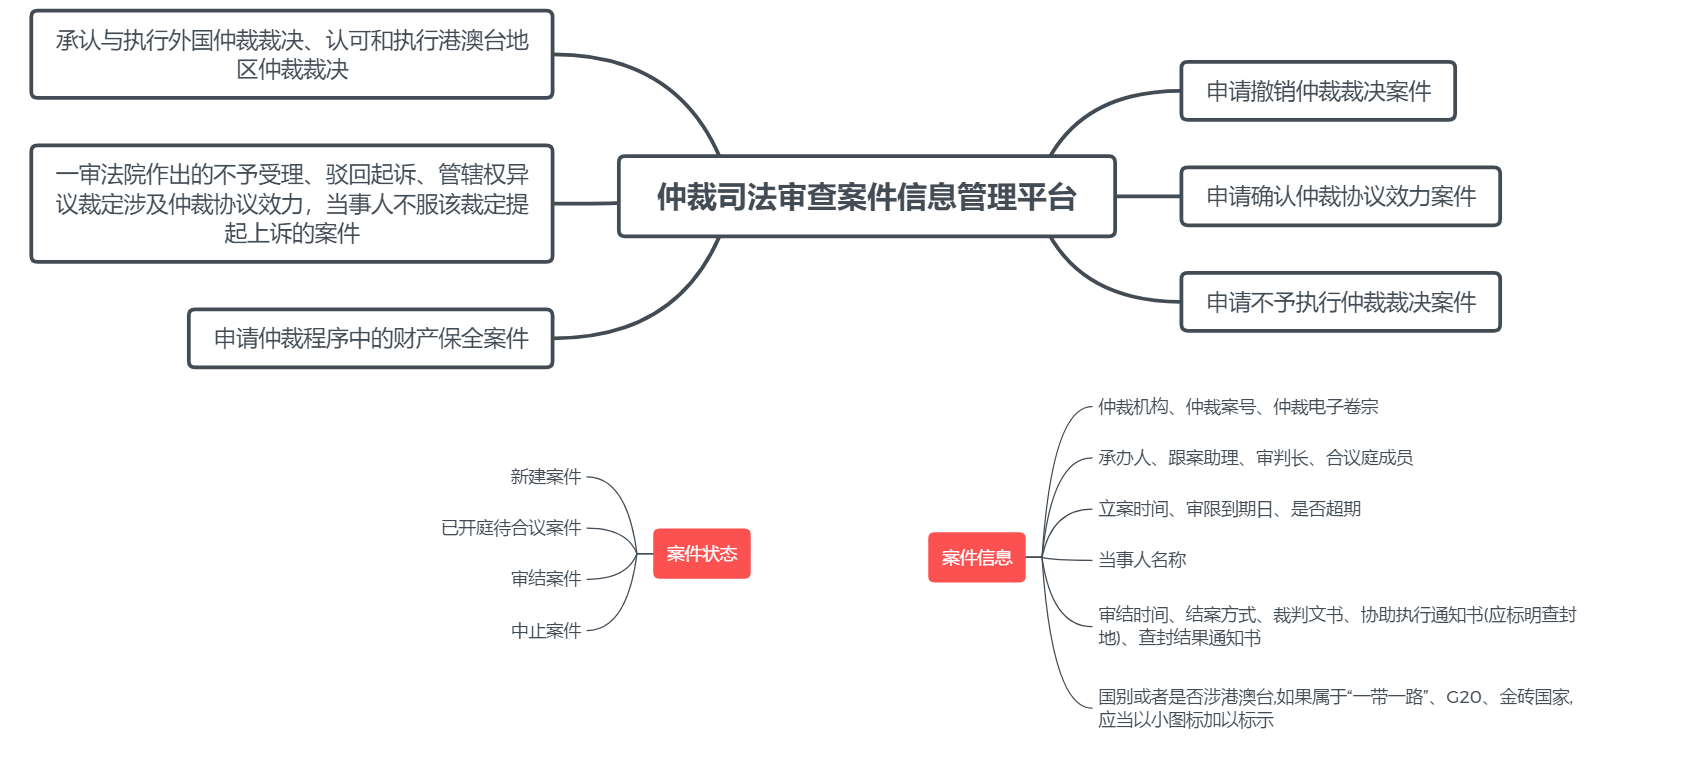 承认与执行外国仲裁裁决、认可和执行港澳台地
区仲裁裁决
一审法院作出的不予受理、驳回起诉、管辖权异
议裁定涉及仲裁协议效力，当事人不服该裁定提
起上诉的案件
申请仲裁程序中的财产保全案件
仲裁司法审查案件信息管理平台
申请撤销仲裁裁决案件
申请确认仲裁协议效力案件
申请不予执行仲裁裁决案件
新建案件
已开庭待合议案件
审结案件
中止案件
案件状态
案件信息
仲裁机构、仲裁案号、仲裁电子卷宗
承办人、跟案助理、审判长、合议庭成员
立案时间、审限到期日、是否超期
当事人名称
审结时间、结案方式、裁判文书、协助执行通知书(应标明查封
地)、查封结果通知书
国别或者是否涉港澳台,如果属于“一带一路”、G20、金砖国家,
应当以小图标加以标示